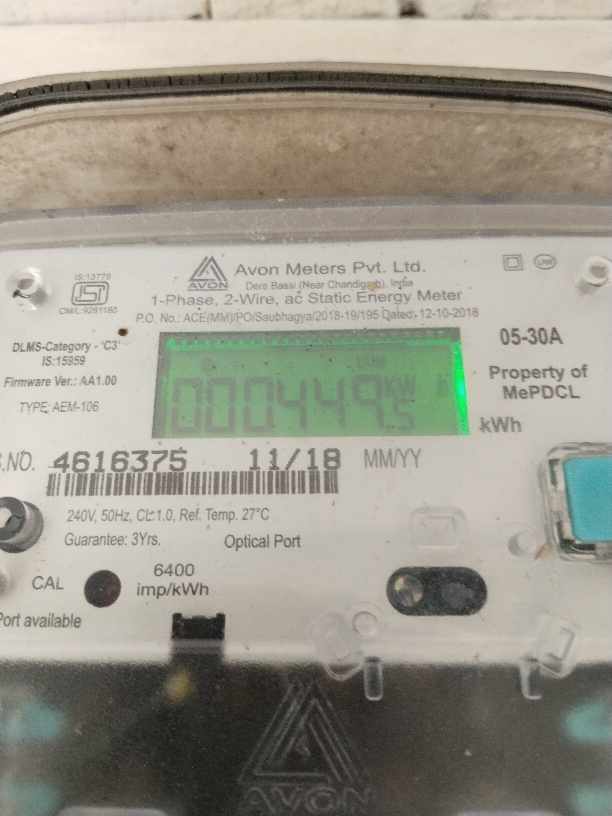 IS:13779
ISI
CM/L:9281180
AVON
Avon Meters Pvt. Ltd.
Dera Bassi (Near Chandigarh), India
1-Phase, 2-Wire, ac Static Energy Meter
P.O. No.: ACE(MM)/PO/Saubhagya/2018-19/195 Dated: 12-10-2018
DLMS-Category - 'C3'
IS:15959
Firmware Ver.: AA1.00
TYPE: AEM-106
000449.5
kWh
05-30A
Property of
MePDCL
kWh
S.NO. 4616375 11/18 MM/YY
240V, 50Hz, CL:1.0, Ref. Temp. 27°C
Guarantee: 3Yrs. Optical Port
CAL 6400
imp/kWh
Port available
AVON